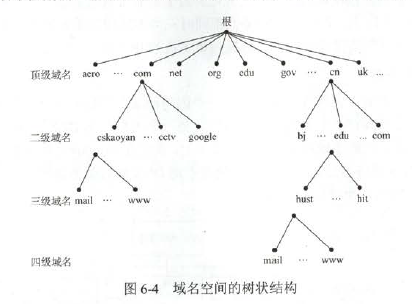 根
顶级域名 aero … com net org edu gov … cn uk ...
二级域名 cskaoyan … cctv google bj … edu ... com
三级域名 mail … www hust … hit
四级域名 mail … www
图 6-4 域名空间的树状结构